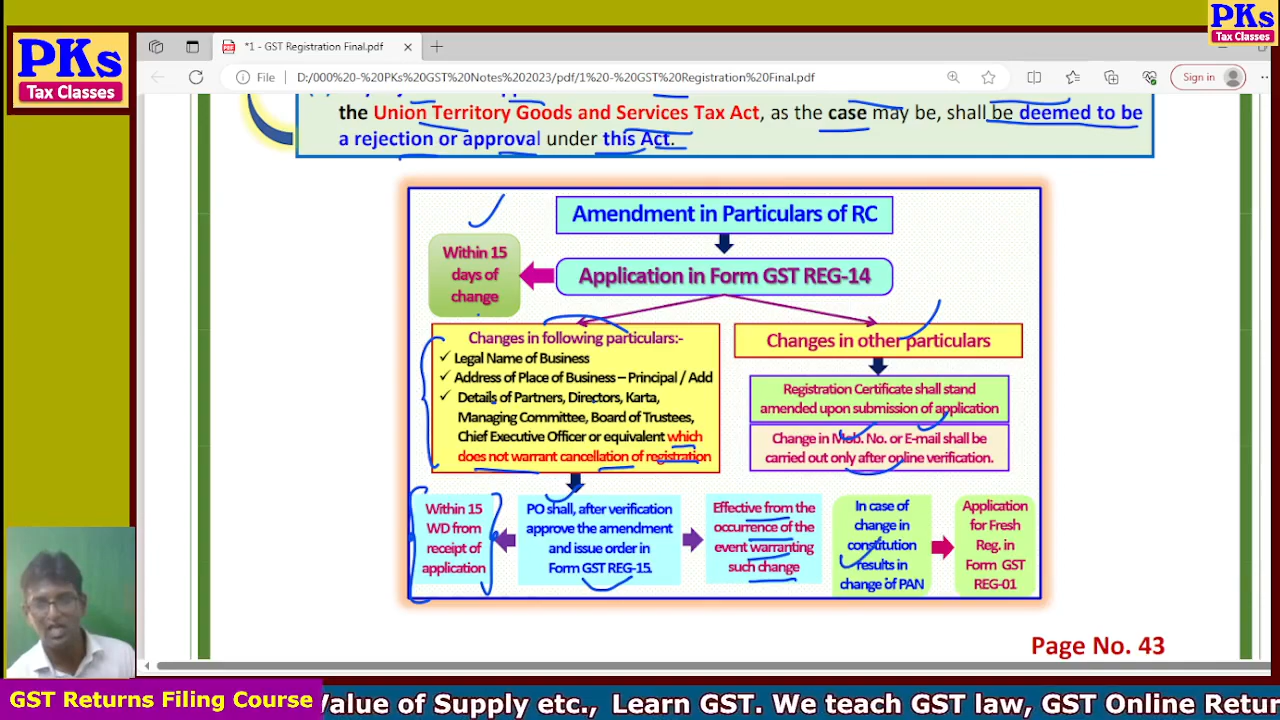 PKs
Tax Classes
*1 - GST Registration Final.pdf
File
D:/000%20-%20PKs%20GST%20Notes%202023/pdf/1%20-%20GST%20Registration%20Final.pdf
Sign in
PKs
Tax Classes
the Union Territory Goods and Services Tax Act, as the case may be, shall be deemed to be
a rejection or approval under this Act.
Amendment in Particulars of RC
Within 15
days of
change
Application in Form GST REG-14
Changes in following particulars:-
Legal Name of Business
Address of Place of Business – Principal / Add
Details of Partners, Directors, Karta,
Managing Committee, Board of Trustees,
Chief Executive Officer or equivalent which
does not warrant cancellation of registration
Changes in other particulars
Registration Certificate shall stand
amended upon submission of application
Change in Mob. No. or E-mail shall be
carried out only after online verification.
Within 15
WD from
receipt of
application
PO shall, after verification
approve the amendment
and issue order in
Form GST REG-15.
Effective from the
occurrence of the
event warranting
such change
In case of
change in
constitution
results in
change of PAN
Application
for Fresh
Reg. in
Form GST
REG-01
Page No. 43
GST Returns Filing Course
Value of Supply etc., Learn GST. We teach GST law, GST Online Retur